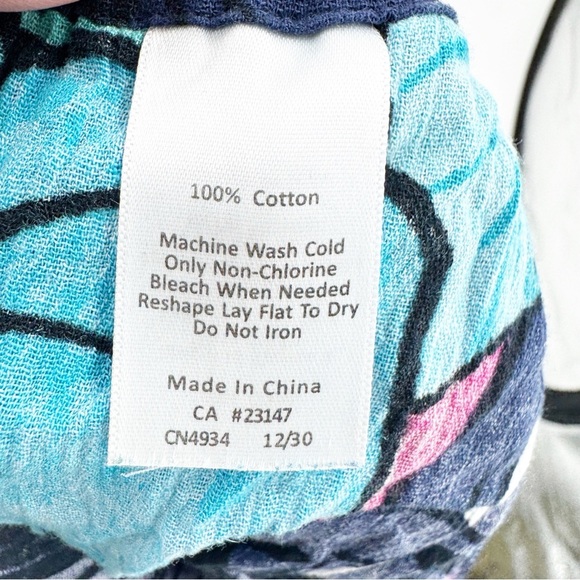 100% Cotton
Machine Wash Cold
Only Non-Chlorine
Bleach When Needed
Reshape Lay Flat To Dry
Do Not Iron
Made In China
CA #23147
CN4934 12/30